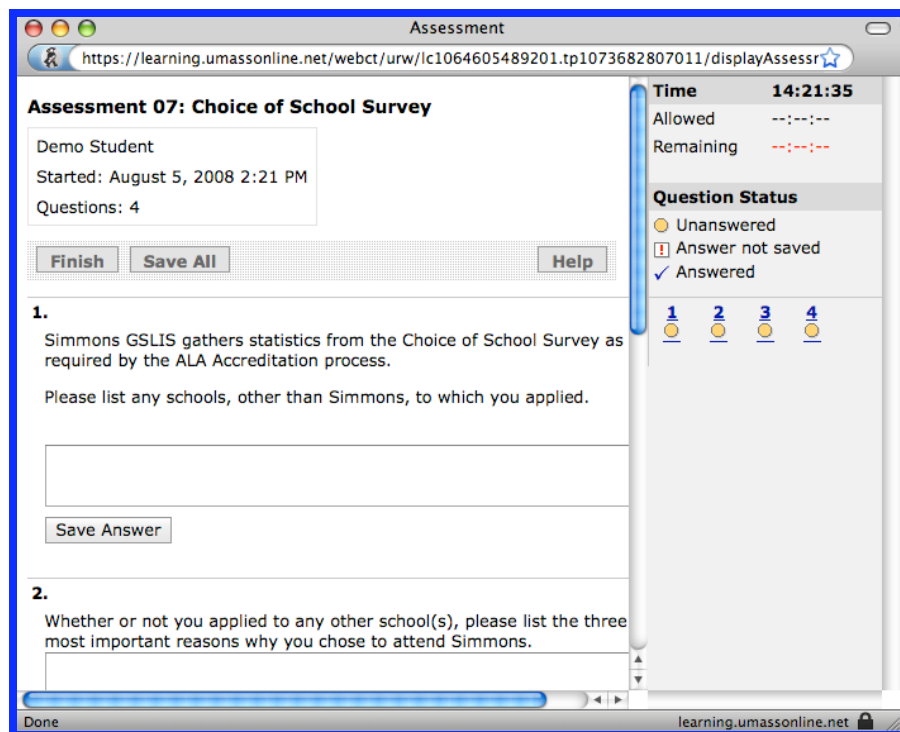 Assessment
https://learning.umassonline.net/webct/urw/lc1064605489201.tp1073682807011/displayAssessr
Assessment 07: Choice of School Survey
Demo Student
Started: August 5, 2008 2:21 PM
Questions: 4
Finish Save All Help
1.
Simmons GSLIS gathers statistics from the Choice of School Survey as
required by the ALA Accreditation process.
Please list any schools, other than Simmons, to which you applied.
Save Answer
2.
Whether or not you applied to any other school(s), please list the three
most important reasons why you chose to attend Simmons.
Time 14:21:35
Allowed --:--:--
Remaining --:--:--
Question Status
Unanswered
! Answer not saved
Answered
1 2 3 4
Done learning.umassonline.net